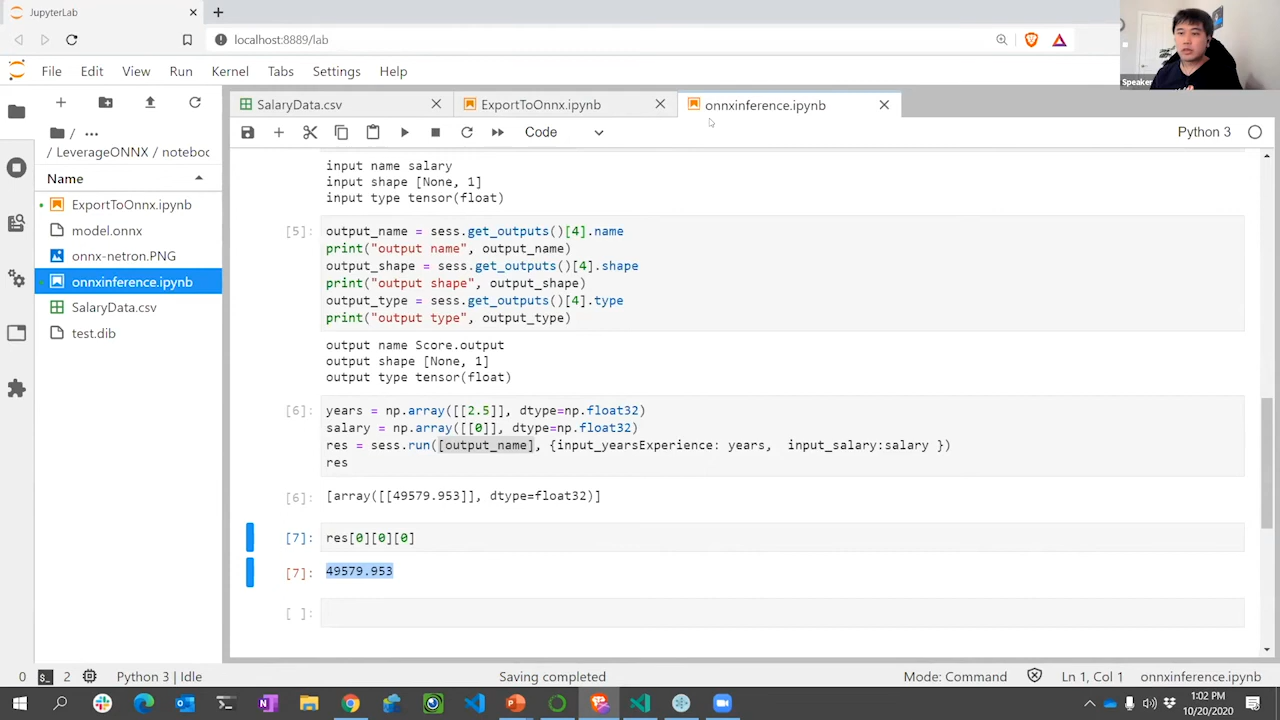 JupyterLab
localhost:8889/lab
Speaker
File Edit View Run Kernel Tabs Settings Help
SalaryData.csv ExportToOnnx.ipynb onnxinference.ipynb
Code Python 3
/ ...
/ LeverageONNX / notebooc
Name
ExportToOnnx.ipynb
model.onnx
onnx-netron.PNG
onnxinference.ipynb
SalaryData.csv
test.dib
input name salary
input shape [None, 1]
input type tensor(float)
[5]: output_name = sess.get_outputs()[4].name
print("output name", output_name)
output_shape = sess.get_outputs()[4].shape
print("output shape", output_shape)
output_type = sess.get_outputs()[4].type
print("output type", output_type)
output name Score.output
output shape [None, 1]
output type tensor(float)
[6]: years = np.array([[2.5]], dtype=np.float32)
salary = np.array([[0]], dtype=np.float32)
res = sess.run([output_name], {input_yearsExperience: years, input_salary:salary })
res
[6]: [array([[49579.953]], dtype=float32)]
[7]: res[0][0][0]
[7]: 49579.953
[ ]:
0 2 Python 3 | Idle Saving completed Mode: Command Ln 1, Col 1 onnxinference.ipynb
1:02 PM
10/20/2020